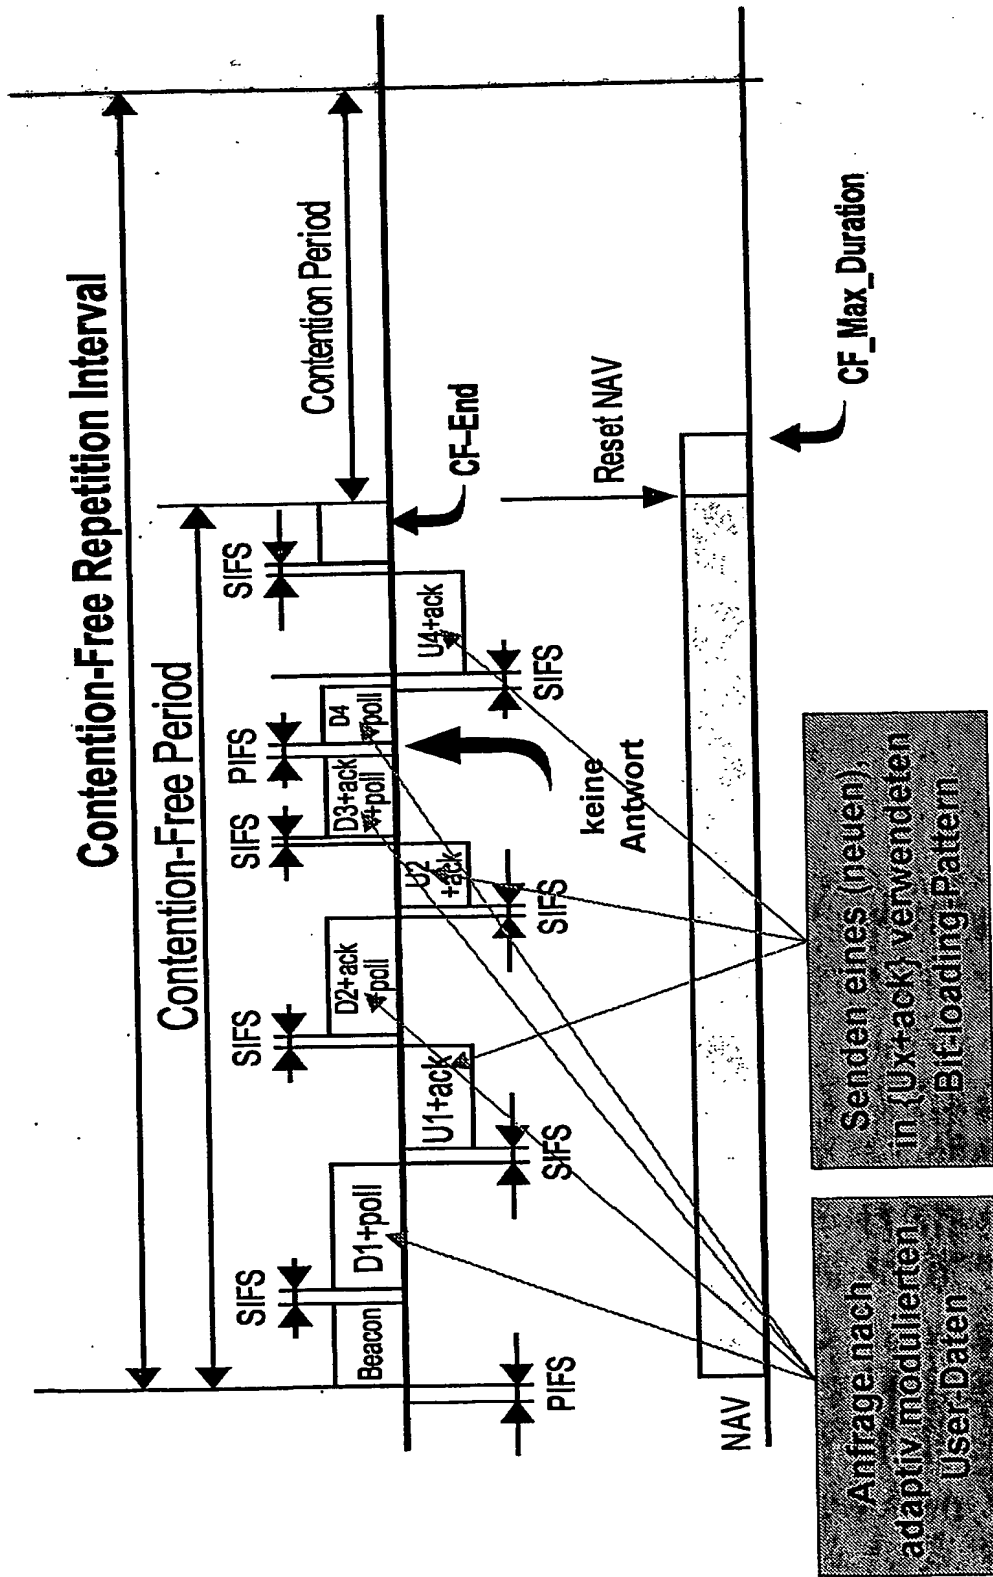 Contention-Free Repetition Interval
Contention-Free Period
Contention Period
SIFS
SIFS
SIFS
PIFS
SIFS
Beacon
D1+poll
D2+ack
+poll
D3+ack
+poll
D4
+poll
U1+ack
U2
+ack
U4+ack
CF-End
PIFS
SIFS
SIFS
SIFS
keine
Antwort
Reset NAV
NAV
CF_Max_Duration
Anfrage nach
adaptiv modulierten
User-Daten
Senden eines (neuen),
in {Ux+ack} verwendeten
Bit-loading-Pattern